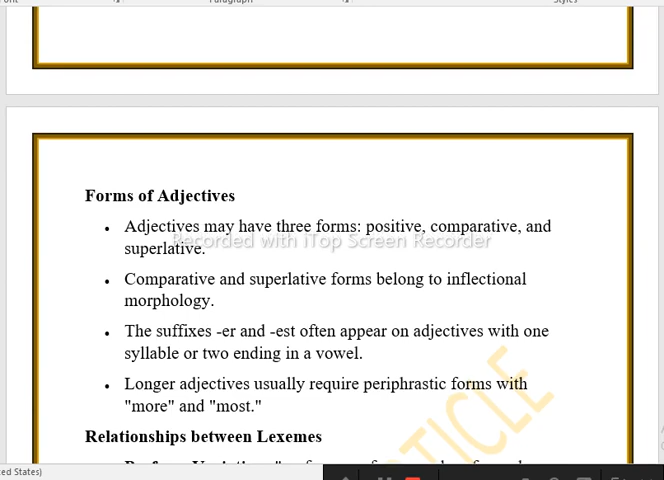 Paragraph
Styles
Forms of Adjectives
Adjectives may have three forms: positive, comparative, and
superlative.
Recorded with iTop Screen Recorder
Comparative and superlative forms belong to inflectional
morphology.
The suffixes -er and -est often appear on adjectives with one
syllable or two ending in a vowel.
Longer adjectives usually require periphrastic forms with
"more" and "most."
TICLE
Relationships between Lexemes
ed States)